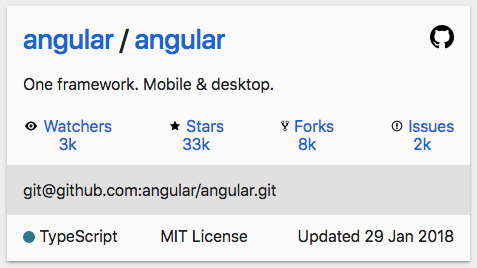 angular / angular
One framework. Mobile & desktop.
Watchers Stars Forks Issues
3k 33k 8k 2k
git@github.com:angular/angular.git
TypeScript MIT License Updated 29 Jan 2018